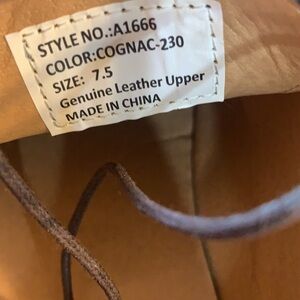 STYLE NO.:A1666
COLOR:COGNAC-230
SIZE: 7.5
Genuine Leather Upper
MADE IN CHINA